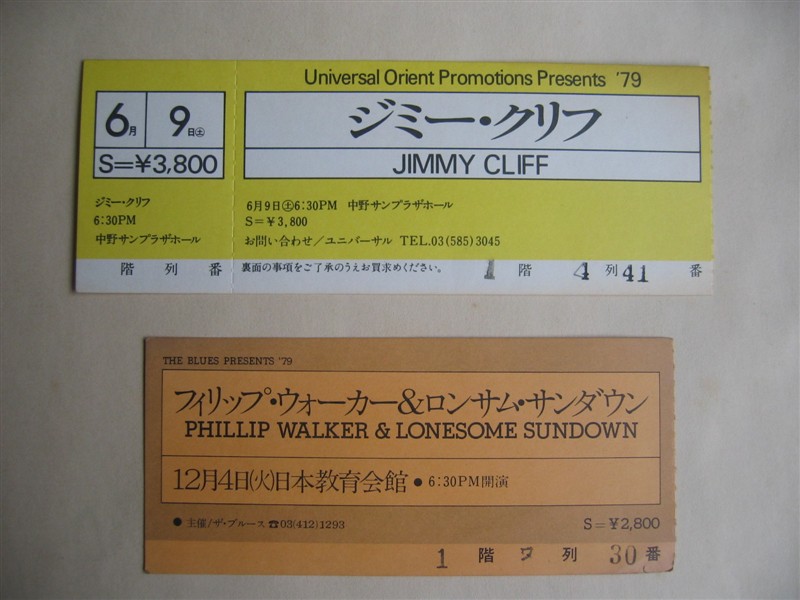 Universal Orient Promotions Presents '79
6月 9日㊏
S=¥3,800
ジミー・クリフ
JIMMY CLIFF
ジミー・クリフ
6:30PM
中野サンプラザホール
階 列 番
6月9日㊏6:30PM 中野サンプラザホール
S=¥3,800
お問い合わせ/ユニバーサル TEL.03(585)3045
裏面の事項をご了承のうえお買求めください。 1 階 4 列 41 番
THE BLUES PRESENTS '79
フィリップ・ウォーカー&ロンサム・サンダウン
PHILLIP WALKER & LONESOME SUNDOWN
12月4日(火)日本教育会館 ● 6:30PM開演
● 主催/ザ・ブルース ☎03(412)1293
S=¥2,800
1 階 列 30 番